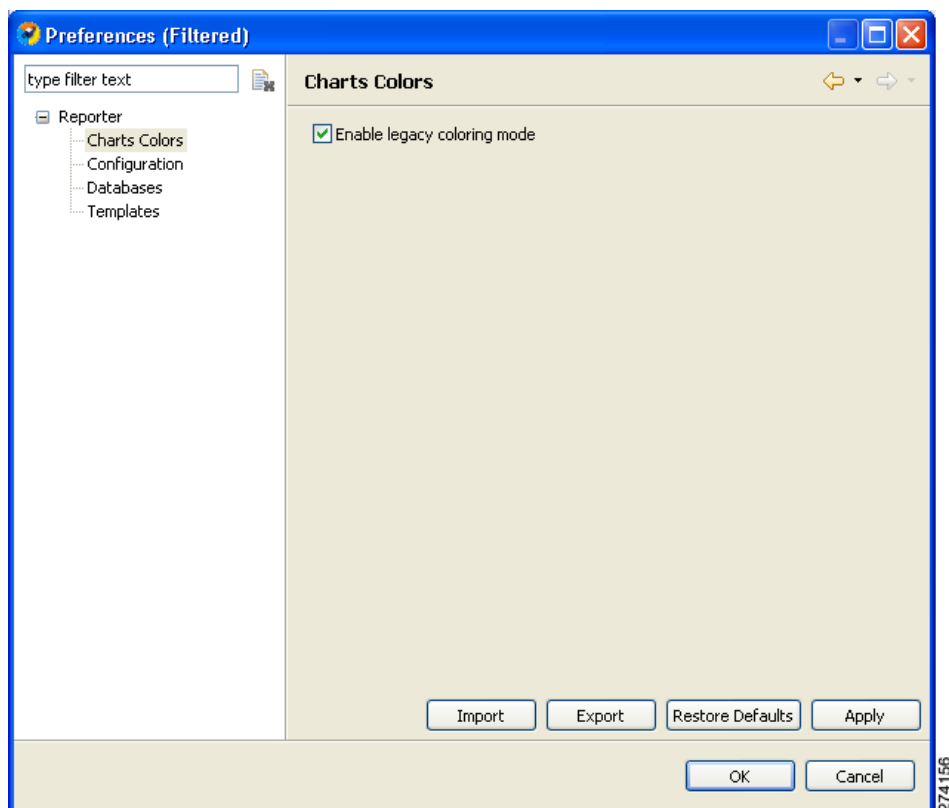 Preferences (Filtered)
type filter text
Charts Colors
Reporter
Charts Colors
Configuration
Databases
Templates
Enable legacy coloring mode
Import
Export
Restore Defaults
Apply
OK
Cancel
274156